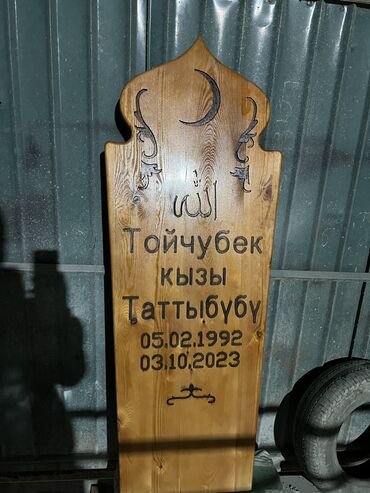 الله
Тойчубек
кызы
Таттыбүбү
05.02.1992
03.10.2023